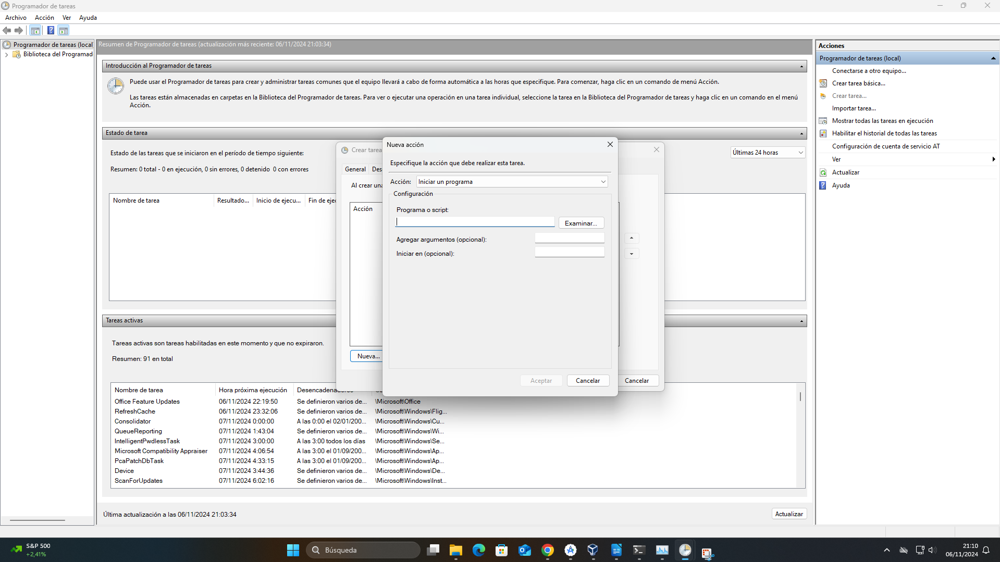 Programador de tareas
Archivo Acción Ver Ayuda
Programador de tareas (local)
Biblioteca del Programad
Resumen de Programador de tareas (actualización más reciente: 06/11/2024 21:03:34)
Introducción al Programador de tareas
Puede usar el Programador de tareas para crear y administrar tareas comunes que el equipo llevará a cabo de forma automática a las horas que especifique. Para comenzar, haga clic en un comando de menú Acción.
Las tareas están almacenadas en carpetas en la Biblioteca del Programador de tareas. Para ver o ejecutar una operación en una tarea individual, seleccione la tarea en la Biblioteca del Programador de tareas y haga clic en un comando en el menú
Acción.
Estado de tarea
Estado de las tareas que se iniciaron en el período de tiempo siguiente:
Últimas 24 horas
Resumen: 0 total - 0 en ejecución, 0 sin errores, 0 detenido 0 con errores
Nombre de tarea Resultado... Inicio de ejecu... Fin de ejec
Crear tarea
General Des
Al crear una
Acción
Nueva...
Cancelar
Nueva acción
Especifique la acción que debe realizar esta tarea.
Acción: Iniciar un programa
Configuración
Programa o script:
Examinar...
Agregar argumentos (opcional):
Iniciar en (opcional):
Aceptar Cancelar
Tareas activas
Tareas activas son tareas habilitadas en este momento y que no expiraron.
Resumen: 91 en total
Nombre de tarea Hora próxima ejecución Desencadenadores
Office Feature Updates 06/11/2024 22:19:50 Se definieron varios de... \Microsoft\Office
RefreshCache 06/11/2024 23:32:06 Se definieron varios de... \Microsoft\Windows\Flig...
Consolidator 07/11/2024 0:00:00 A las 0:00 el 02/01/200... \Microsoft\Windows\Cu...
QueueReporting 07/11/2024 1:43:04 Se definieron varios de... \Microsoft\Windows\Wi...
IntelligentPwdlessTask 07/11/2024 3:00:00 A las 3:00 todos los días \Microsoft\Windows\Se...
Microsoft Compatibility Appraiser 07/11/2024 4:06:54 A las 3:00 el 01/09/200... \Microsoft\Windows\Ap...
PcaPatchDbTask 07/11/2024 4:33:15 A las 3:00 el 01/09/200... \Microsoft\Windows\Ap...
Device 07/11/2024 3:44:36 Se definieron varios de... \Microsoft\Windows\De...
ScanForUpdates 07/11/2024 6:02:16 Se definieron varios de... \Microsoft\Windows\Inst...
Última actualización a las 06/11/2024 21:03:34
Actualizar
Acciones
Programador de tareas (local)
Conectarse a otro equipo...
Crear tarea básica...
Crear tarea...
Importar tarea...
Mostrar todas las tareas en ejecución
Habilitar el historial de todas las tareas
Configuración de cuenta de servicio AT
Ver
Actualizar
Ayuda
S&P 500
+2,41%
Búsqueda
21:10
06/11/2024